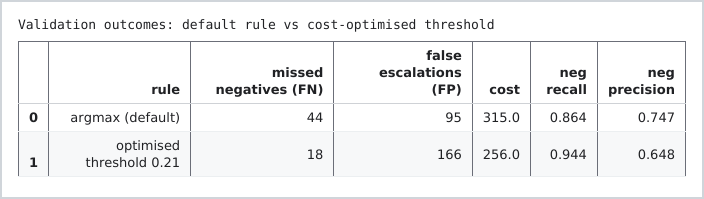 Validation outcomes: default rule vs cost-optimised threshold
rule missed negatives (FN) false escalations (FP) cost neg recall neg precision
0 argmax (default) 44 95 315.0 0.864 0.747
1 optimised threshold 0.21 18 166 256.0 0.944 0.648